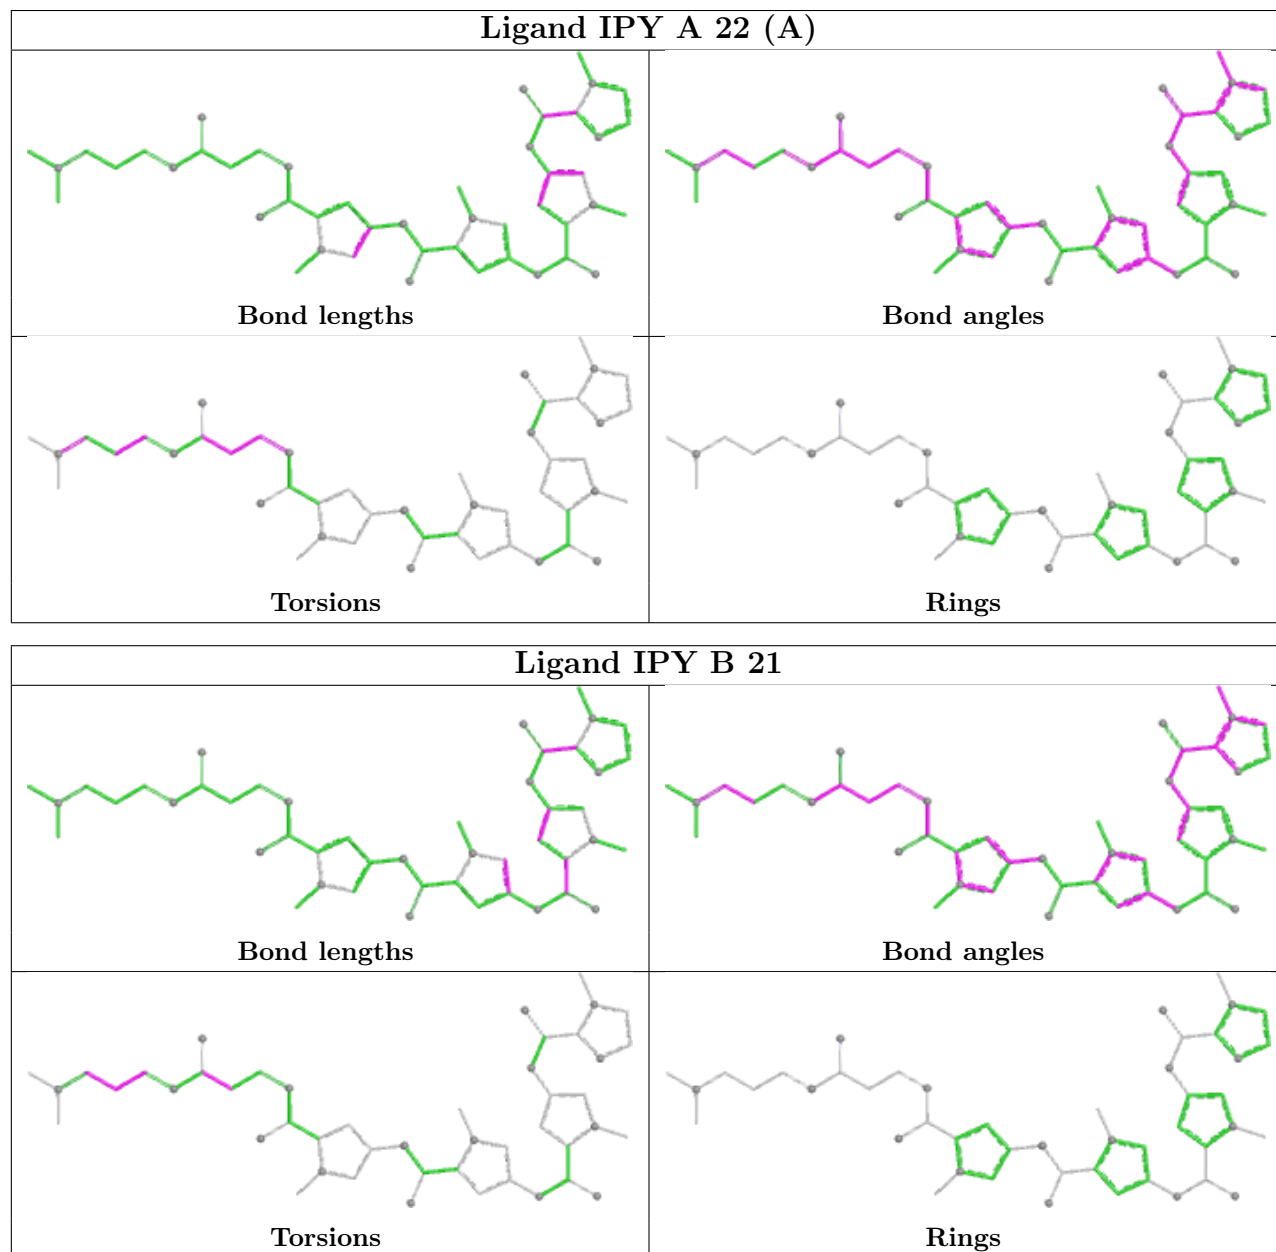 Ligand IPY A 22 (A)
Bond lengths
Bond angles
Torsions
Rings
Ligand IPY B 21
Bond lengths
Bond angles
Torsions
Rings